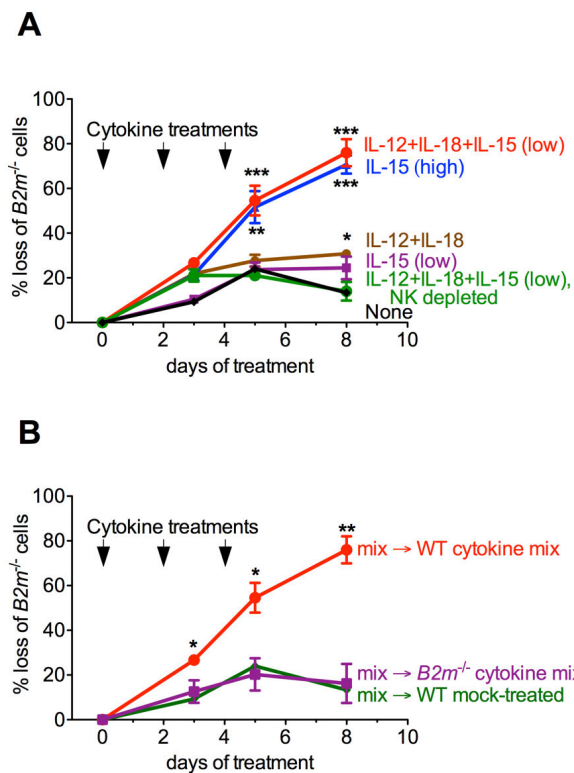 A
100
80
60
40
20
0
% loss of B2m-/- cells
Cytokine treatments
***
***
**
***
*
IL-12+IL-18+IL-15 (low)
IL-15 (high)
IL-12+IL-18
IL-15 (low)
IL-12+IL-18+IL-15 (low),
NK depleted
None
0 2 4 6 8 10
days of treatment
B
100
80
60
40
20
0
% loss of B2m-/- cells
Cytokine treatments
*
*
**
mix → WT cytokine mix
mix → B2m-/- cytokine mi
mix → WT mock-treated
0 2 4 6 8 10
days of treatment